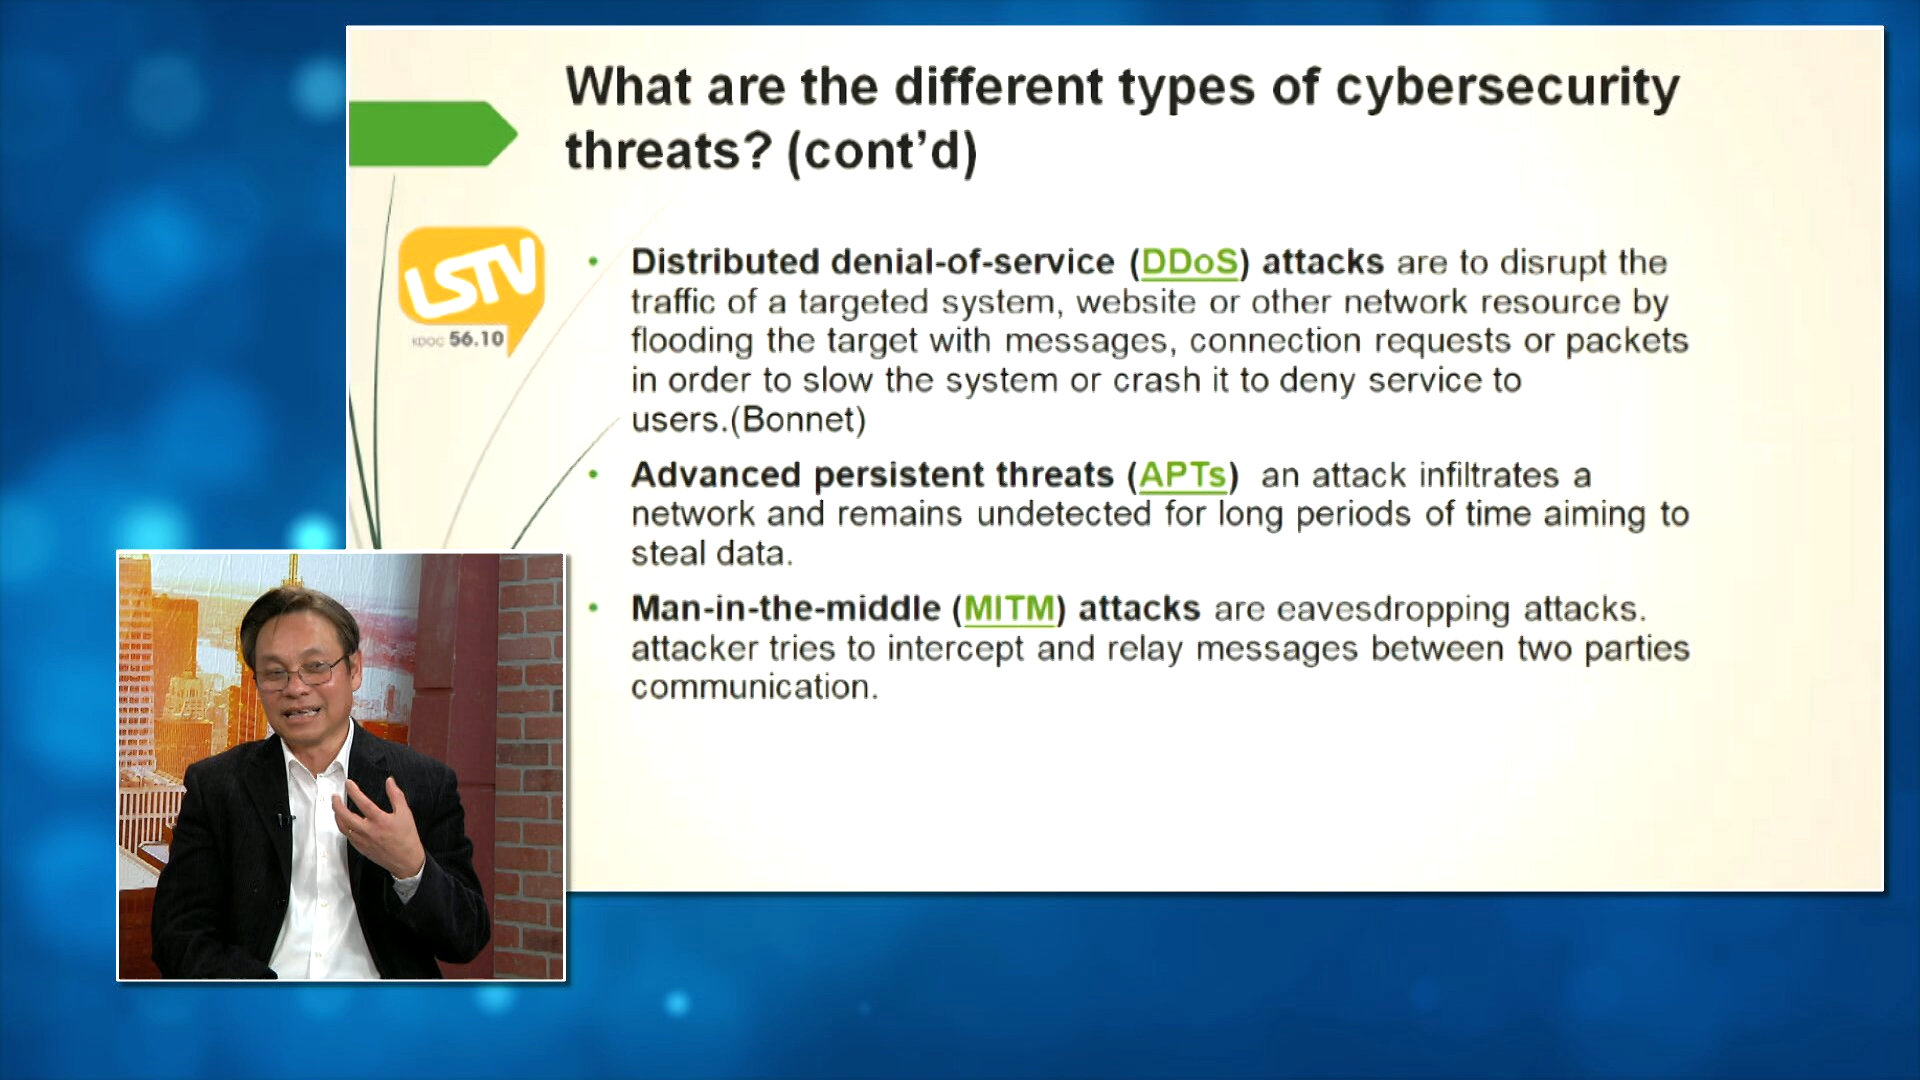 What are the different types of cybersecurity
threats? (cont’d)
LSTV
KPDC 56.10
• Distributed denial-of-service (DDoS) attacks are to disrupt the
traffic of a targeted system, website or other network resource by
flooding the target with messages, connection requests or packets
in order to slow the system or crash it to deny service to
users.(Bonnet)
• Advanced persistent threats (APTs) an attack infiltrates a
network and remains undetected for long periods of time aiming to
steal data.
• Man-in-the-middle (MITM) attacks are eavesdropping attacks.
attacker tries to intercept and relay messages between two parties
communication.